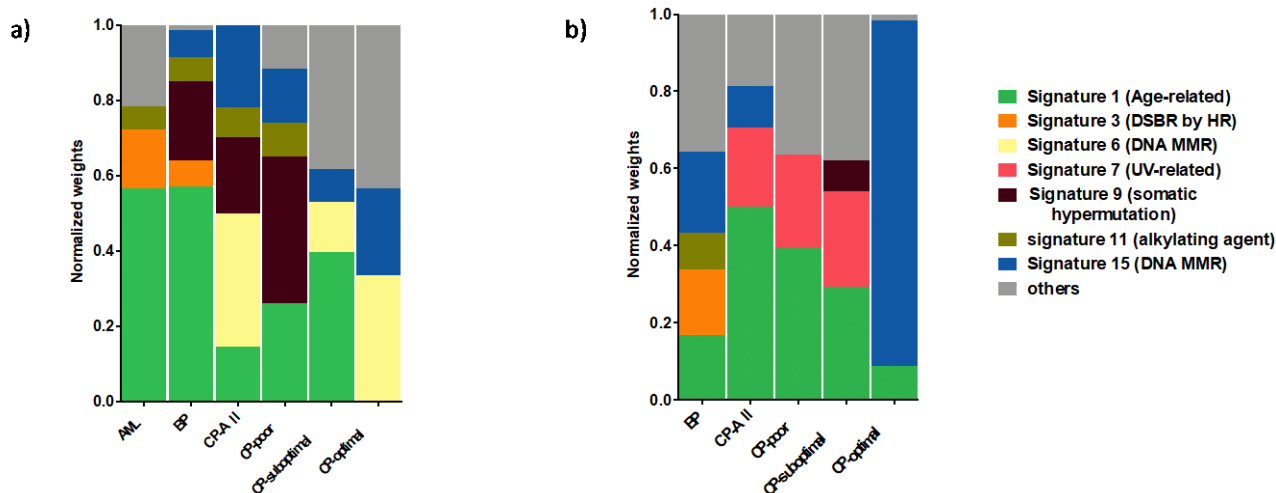 a)
Normalized weights
1.0
0.8
0.6
0.4
0.2
0.0
AML
BP
CP-A II
CP-poor
CP-suboptimal
CP-optimal
b)
Normalized weights
1.0
0.8
0.6
0.4
0.2
0.0
BP
CP-A II
CP-poor
CP-suboptimal
CP-optimal
Signature 1 (Age-related)
Signature 3 (DSBR by HR)
Signature 6 (DNA MMR)
Signature 7 (UV-related)
Signature 9 (somatic
hypermutation)
signature 11 (alkylating agent)
Signature 15 (DNA MMR)
others